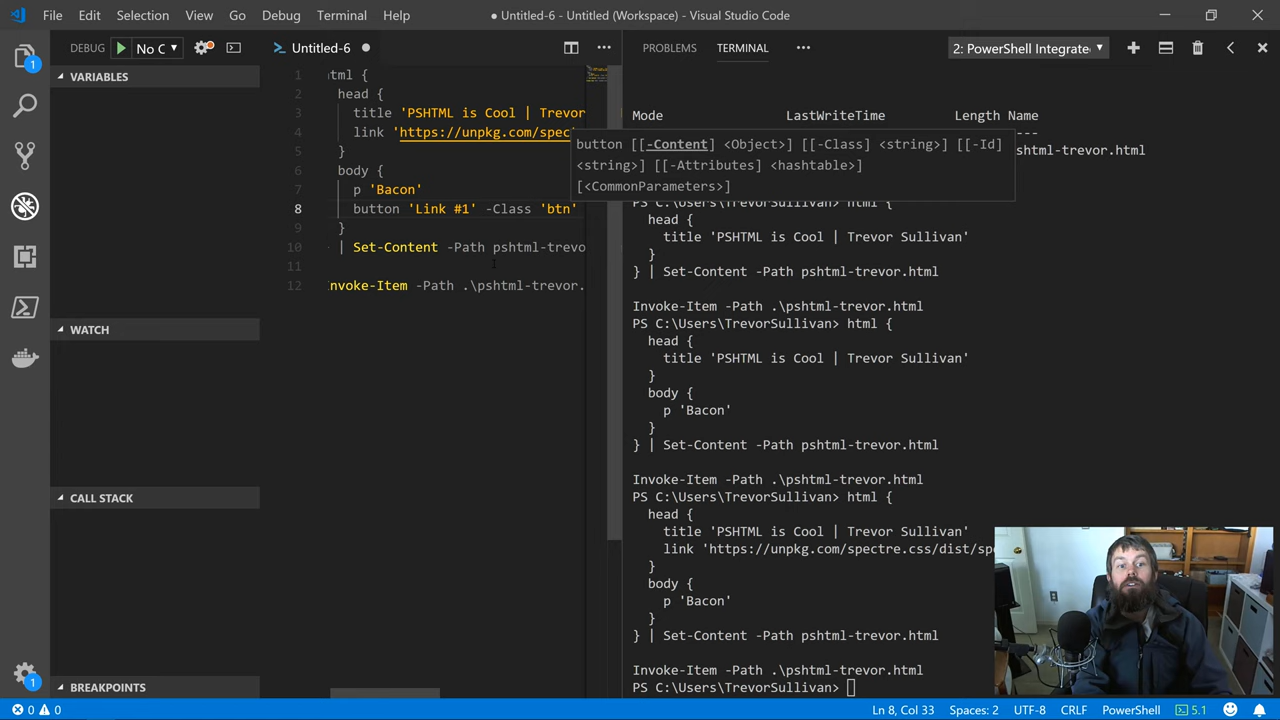 File Edit Selection View Go Debug Terminal Help
● Untitled-6 - Untitled (Workspace) - Visual Studio Code
DEBUG No C
VARIABLES
WATCH
CALL STACK
BREAKPOINTS
1
1
Untitled-6
1 tml {
2 head {
3 title 'PSHTML is Cool | Trevor
4 link 'https://unpkg.com/spec
5 }
6 body {
7 p 'Bacon'
8 button 'Link #1' -Class 'btn'
9 }
10 | Set-Content -Path pshtml-trevo
11
12 nvoke-Item -Path .\pshtml-trevor.
button [[-Content] <Object>] [[-Class] <string>] [[-Id]
<string>] [[-Attributes] <hashtable>]
[<CommonParameters>]
PROBLEMS TERMINAL
2: PowerShell Integrate
Mode LastWriteTime Length Name
shtml-trevor.html
PS C:\Users\TrevorSullivan> html {
head {
title 'PSHTML is Cool | Trevor Sullivan'
}
} | Set-Content -Path pshtml-trevor.html
Invoke-Item -Path .\pshtml-trevor.html
PS C:\Users\TrevorSullivan> html {
head {
title 'PSHTML is Cool | Trevor Sullivan'
}
body {
p 'Bacon'
}
} | Set-Content -Path pshtml-trevor.html
Invoke-Item -Path .\pshtml-trevor.html
PS C:\Users\TrevorSullivan> html {
head {
title 'PSHTML is Cool | Trevor Sullivan'
link 'https://unpkg.com/spectre.css/dist/spe
}
body {
p 'Bacon'
}
} | Set-Content -Path pshtml-trevor.html
Invoke-Item -Path .\pshtml-trevor.html
PS C:\Users\TrevorSullivan>
0 0
Ln 8, Col 33 Spaces: 2 UTF-8 CRLF PowerShell 5.1